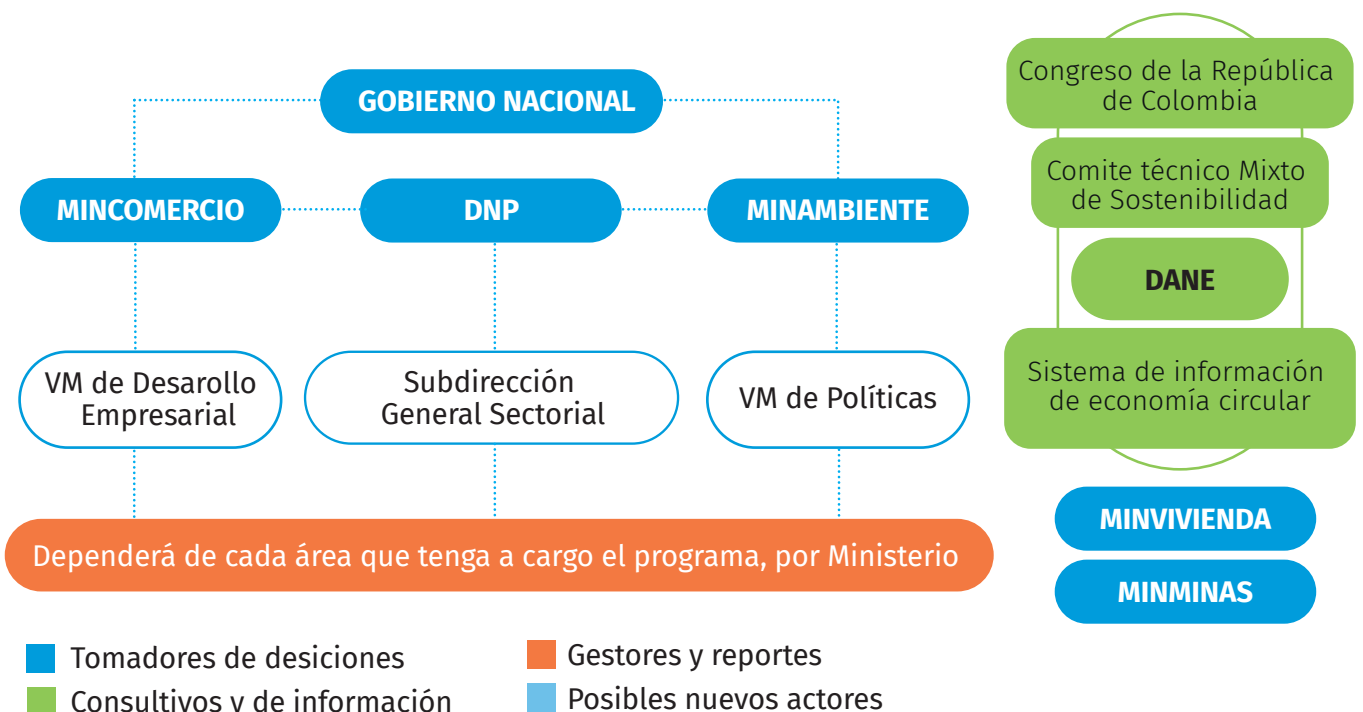 GOBIERNO NACIONAL
MINCOMERCIO
DNP
MINAMBIENTE
VM de Desarollo
Empresarial
Subdirección
General Sectorial
VM de Políticas
Dependerá de cada área que tenga a cargo el programa, por Ministerio
Congreso de la República
de Colombia
Comite técnico Mixto
de Sostenibilidad
DANE
Sistema de información
de economía circular
MINVIVIENDA
MINMINAS
Tomadores de desiciones
Consultivos y de información
Gestores y reportes
Posibles nuevos actores